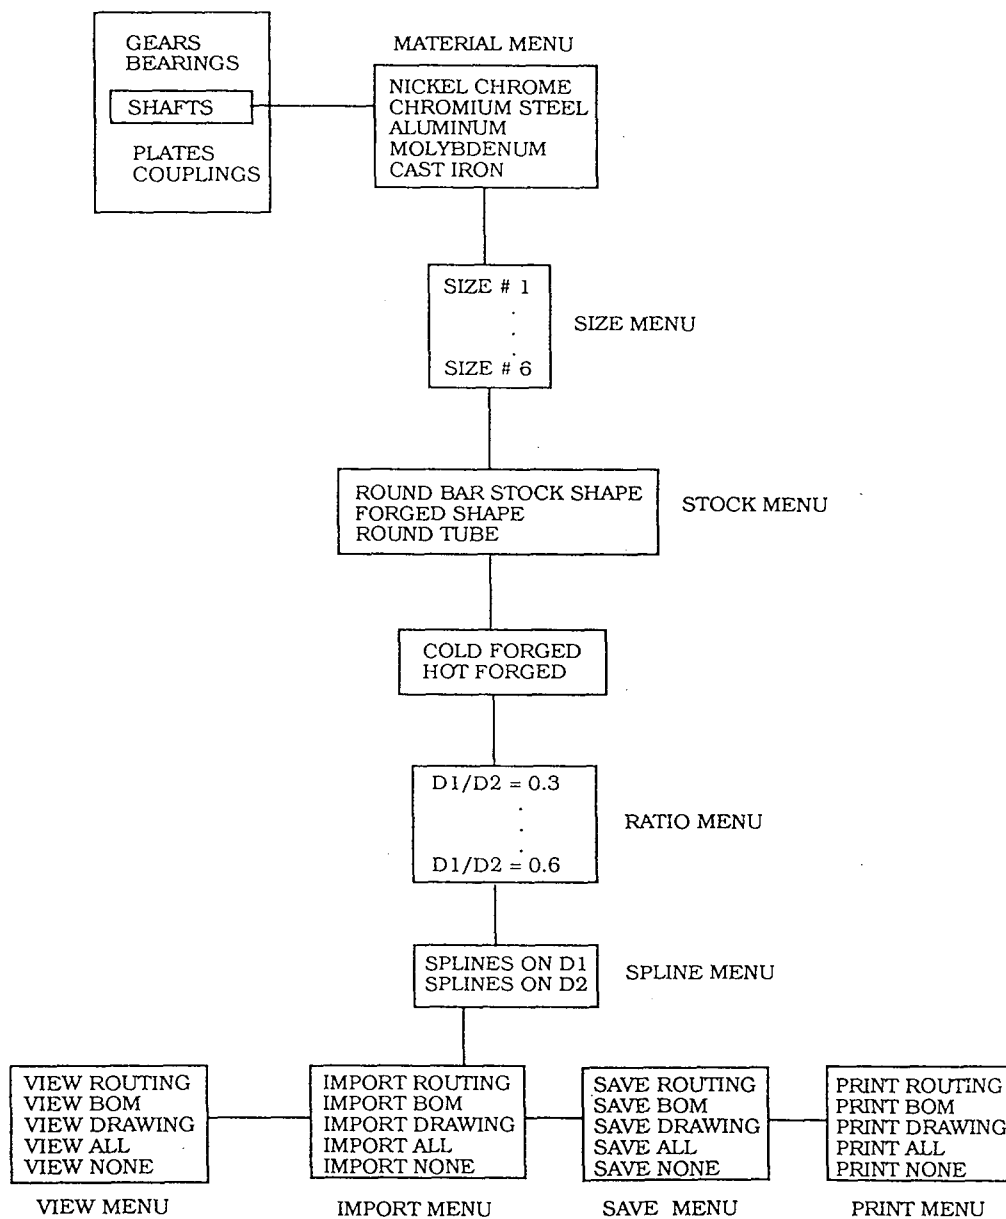 GEARS
BEARINGS
SHAFTS
PLATES
COUPLINGS
MATERIAL MENU
NICKEL CHROME
CHROMIUM STEEL
ALUMINUM
MOLYBDENUM
CAST IRON
SIZE # 1
.
.
.
SIZE # 6
SIZE MENU
ROUND BAR STOCK SHAPE
FORGED SHAPE
ROUND TUBE
STOCK MENU
COLD FORGED
HOT FORGED
D1/D2 = 0.3
.
.
.
D1/D2 = 0.6
RATIO MENU
SPLINES ON D1
SPLINES ON D2
SPLINE MENU
VIEW ROUTING
VIEW BOM
VIEW DRAWING
VIEW ALL
VIEW NONE
VIEW MENU
IMPORT ROUTING
IMPORT BOM
IMPORT DRAWING
IMPORT ALL
IMPORT NONE
IMPORT MENU
SAVE ROUTING
SAVE BOM
SAVE DRAWING
SAVE ALL
SAVE NONE
SAVE MENU
PRINT ROUTING
PRINT BOM
PRINT DRAWING
PRINT ALL
PRINT NONE
PRINT MENU